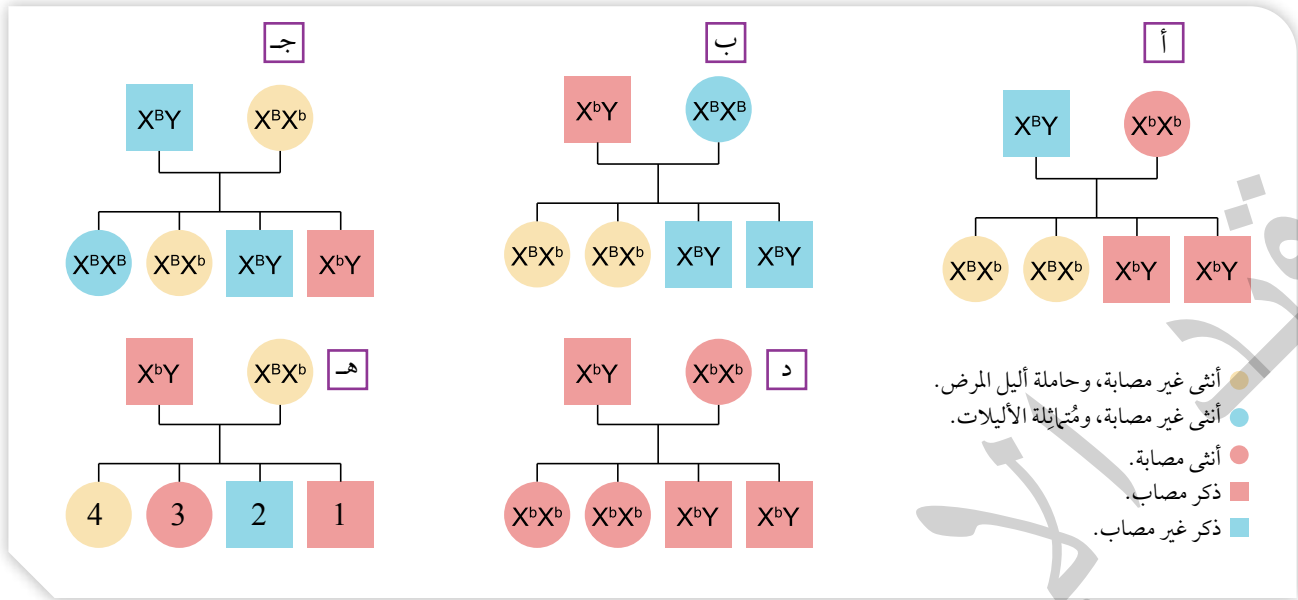 أ
XᴮY XᵇXᵇ
XᴮXᵇ XᴮXᵇ XᵇY XᵇY
ب
XᵇY XᴮXᴮ
XᴮXᵇ XᴮXᵇ XᴮY XᴮY
جـ
XᴮY XᴮXᵇ
XᴮXᴮ XᴮXᵇ XᴮY XᵇY
أنثى غير مصابة، وحاملة أليل المرض.
أنثى غير مصابة، ومُتماثِلة الأليلات.
أنثى مصابة.
ذكر مصاب.
ذكر غير مصاب.
د
XᵇY XᵇXᵇ
XᵇXᵇ XᵇXᵇ XᵇY XᵇY
هـ
XᵇY XᴮXᵇ
4 3 2 1